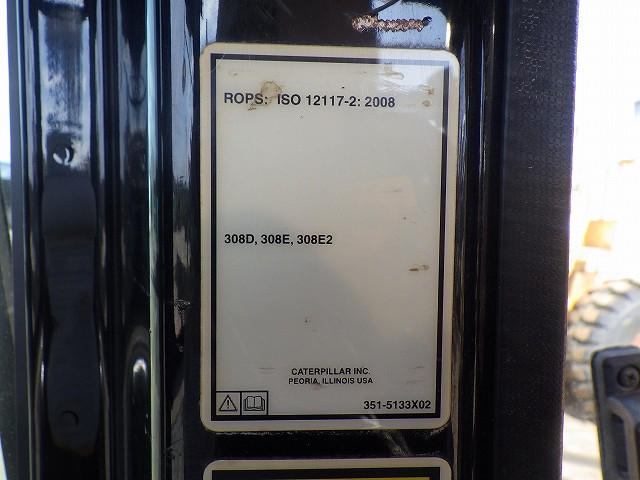 ROPS: ISO 12117-2: 2008
308D, 308E, 308E2
CATERPILLAR INC.
PEORIA, ILLINOIS USA
351-5133X02